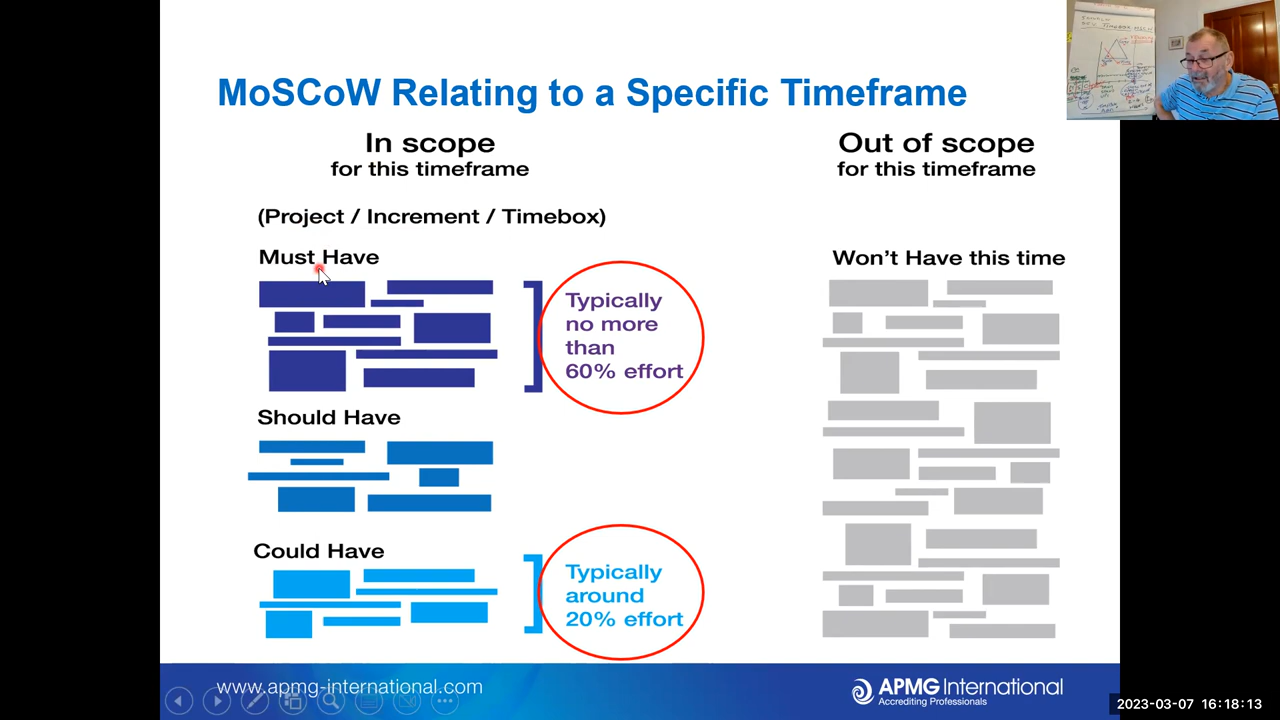 MoSCoW Relating to a Specific Timeframe
In scope
for this timeframe
(Project / Increment / Timebox)
Must Have
Typically
no more
than
60% effort
Should Have
Could Have
Typically
around
20% effort
Out of scope
for this timeframe
Won't Have this time
www.apmg-international.com
APMG International
Accrediting Professionals
2023-03-07 16:18:13